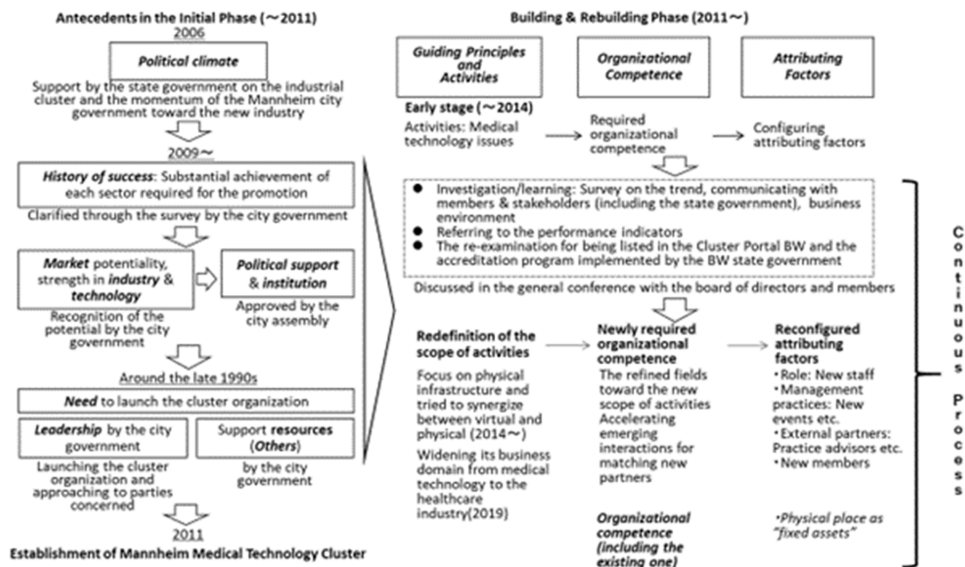 Antecedents in the Initial Phase (～2011)
2006
Political climate
Support by the state government on the industrial
cluster and the momentum of the Mannheim city
government toward the new industry
2009～
History of success: Substantial achievement of
each sector required for the promotion
Clarified through the survey by the city government
Market potentiality,
strength in industry &
technology
Political support
& institution
Recognition of the
potential by the city
government
Approved by the
city assembly
Around the late 1990s
Need to launch the cluster organization
Leadership by the city
government
Support resources
(Others)
Launching the cluster
organization and
approaching to parties
concerned
by the city
government
2011
Establishment of Mannheim Medical Technology Cluster
Building & Rebuilding Phase (2011～)
Guiding Principles
and
Activities
Organizational
Competence
Attributing
Factors
Early stage (～2014)
Activities: Medical
technology issues
Required
organizational
competence
Configuring
attributing factors
● Investigation/learning: Survey on the trend, communicating with
members & stakeholders (including the state government), business
environment
● Referring to the performance indicators
● The re-examination for being listed in the Cluster Portal BW and the
accreditation program implemented by the BW state government
Discussed in the general conference with the board of directors and members
Redefinition of the
scope of activities
Focus on physical
infrastructure and
tried to synergize
between virtual and
physical (2014～)
Widening its business
domain from medical
technology to the
healthcare
industry(2019)
Newly required
organizational
competence
The refined fields
toward the new
scope of activities
Accelerating
emerging
interactions for
matching new
partners
Organizational
competence
(including the
existing one)
Reconfigured
attributing
factors
・Role: New staff
・Management
practices: New
events etc.
・External partners:
Practice advisors etc.
・New members
・Physical place as
"fixed assets"
Continuous Process